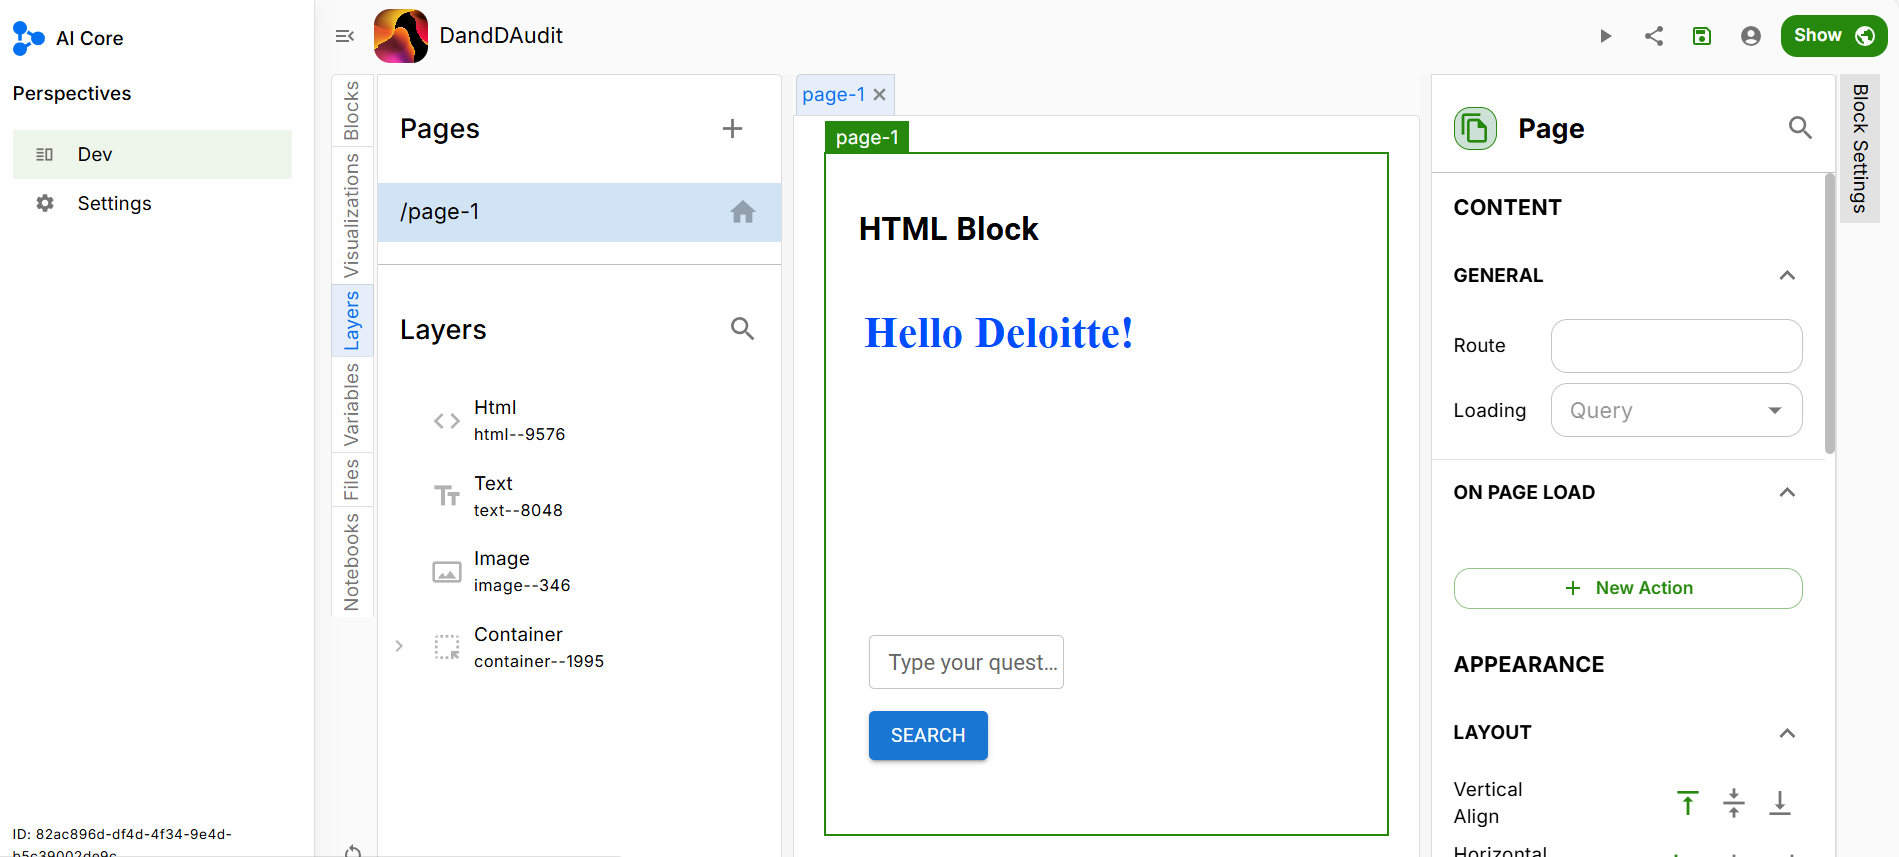 AI Core
Perspectives
Dev
Settings
ID: 82ac896d-df4d-4f34-9e4d-
b5c39002de9c
DandDAudit
Show
Blocks
Visualizations
Layers
Variables
Files
Notebooks
Pages
/page-1
Layers
Html
html--9576
Text
text--8048
Image
image--346
Container
container--1995
page-1
page-1
HTML Block
Hello Deloitte!
Type your quest...
SEARCH
Page
CONTENT
GENERAL
Route
Loading
Query
ON PAGE LOAD
New Action
APPEARANCE
LAYOUT
Vertical
Align
Horizontal
Block Settings